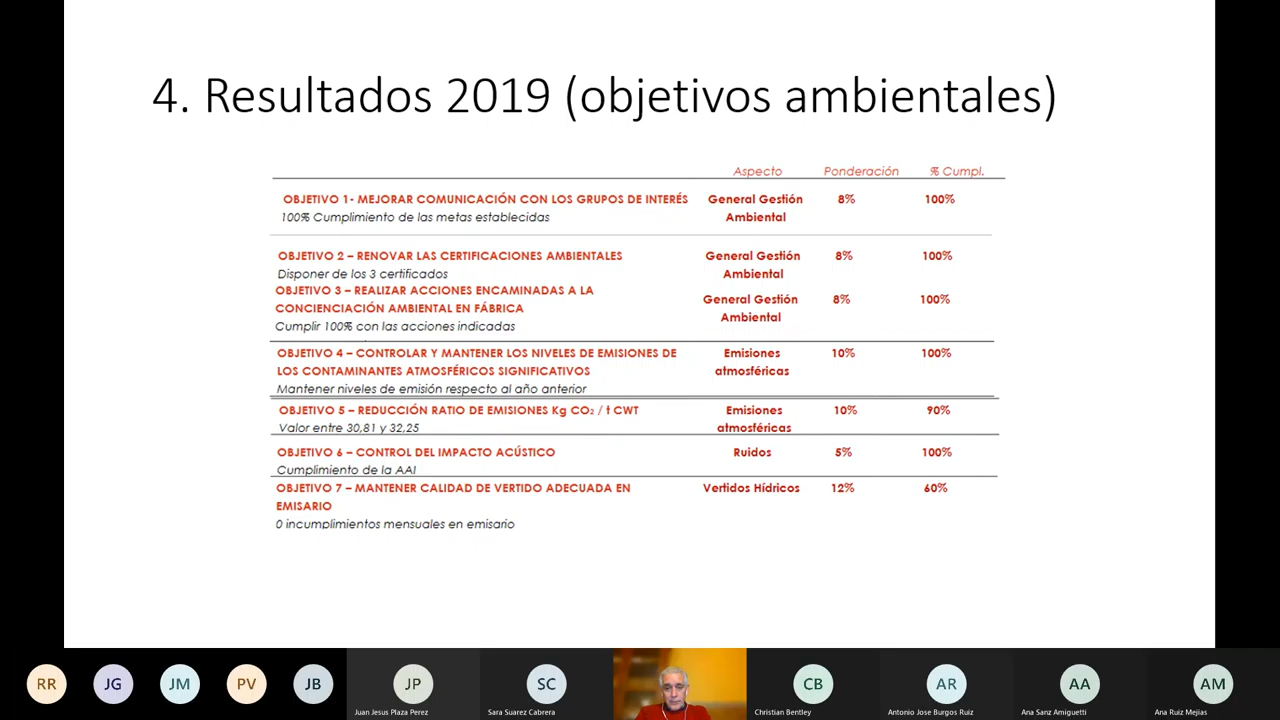 4. Resultados 2019 (objetivos ambientales)
Aspecto Ponderación % Cumpl.
OBJETIVO 1- MEJORAR COMUNICACIÓN CON LOS GRUPOS DE INTERÉS General Gestión 8% 100%
100% Cumplimiento de las metas establecidas Ambiental
OBJETIVO 2 – RENOVAR LAS CERTIFICACIONES AMBIENTALES General Gestión 8% 100%
Disponer de los 3 certificados Ambiental
OBJETIVO 3 – REALIZAR ACCIONES ENCAMINADAS A LA General Gestión 8% 100%
CONCIENCIACIÓN AMBIENTAL EN FÁBRICA Ambiental
Cumplir 100% con las acciones indicadas
OBJETIVO 4 – CONTROLAR Y MANTENER LOS NIVELES DE EMISIONES DE Emisiones 10% 100%
LOS CONTAMINANTES ATMOSFÉRICOS SIGNIFICATIVOS atmosféricas
Mantener niveles de emisión respecto al año anterior
OBJETIVO 5 – REDUCCIÓN RATIO DE EMISIONES Kg CO₂ / t CWT Emisiones 10% 90%
Valor entre 30,81 y 32,25 atmosféricas
OBJETIVO 6 – CONTROL DEL IMPACTO ACÚSTICO Ruidos 5% 100%
Cumplimiento de la AAI
OBJETIVO 7 – MANTENER CALIDAD DE VERTIDO ADECUADA EN Vertidos Hídricos 12% 60%
EMISARIO
0 incumplimientos mensuales en emisario
RR JG JM PV JB JP SC CB AR AA AM
Juan Jesus Plaza Perez Sara Suarez Cabrera Christian Bentley Antonio Jose Burgos Ruiz Ana Sanz Amiguetti Ana Ruiz Mejias